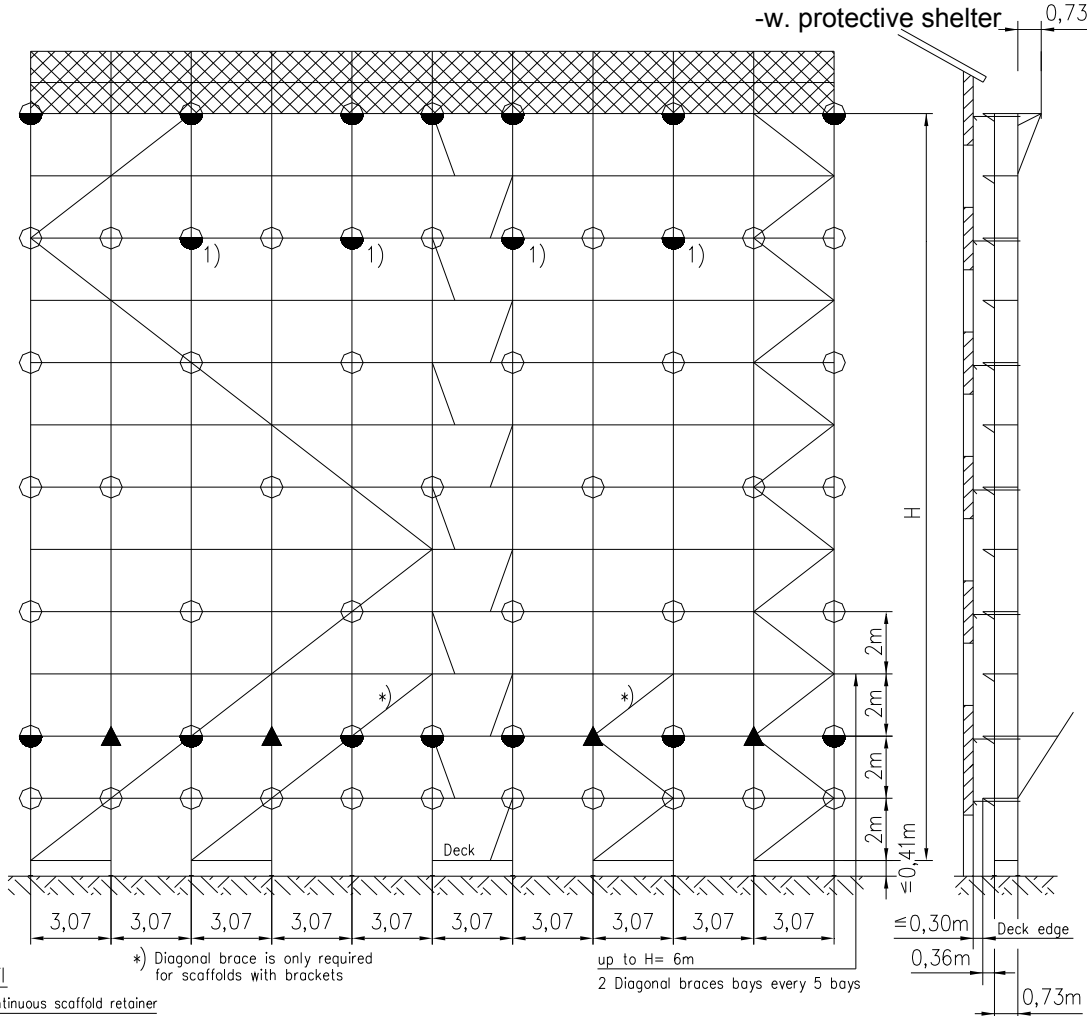 -w. protective shelter
0,73
1)
1)
1)
1)
H
2m
*)
*)
2m
2m
2m
Deck
≤0,41m
3,07 3,07 3,07 3,07 3,07 3,07 3,07 3,07 3,07 3,07
≤0,30m
Deck edge
0,36m
0,73m
*) Diagonal brace is only required
for scaffolds with brackets
up to H= 6m
2 Diagonal braces bays every 5 bays
scaffold retainer